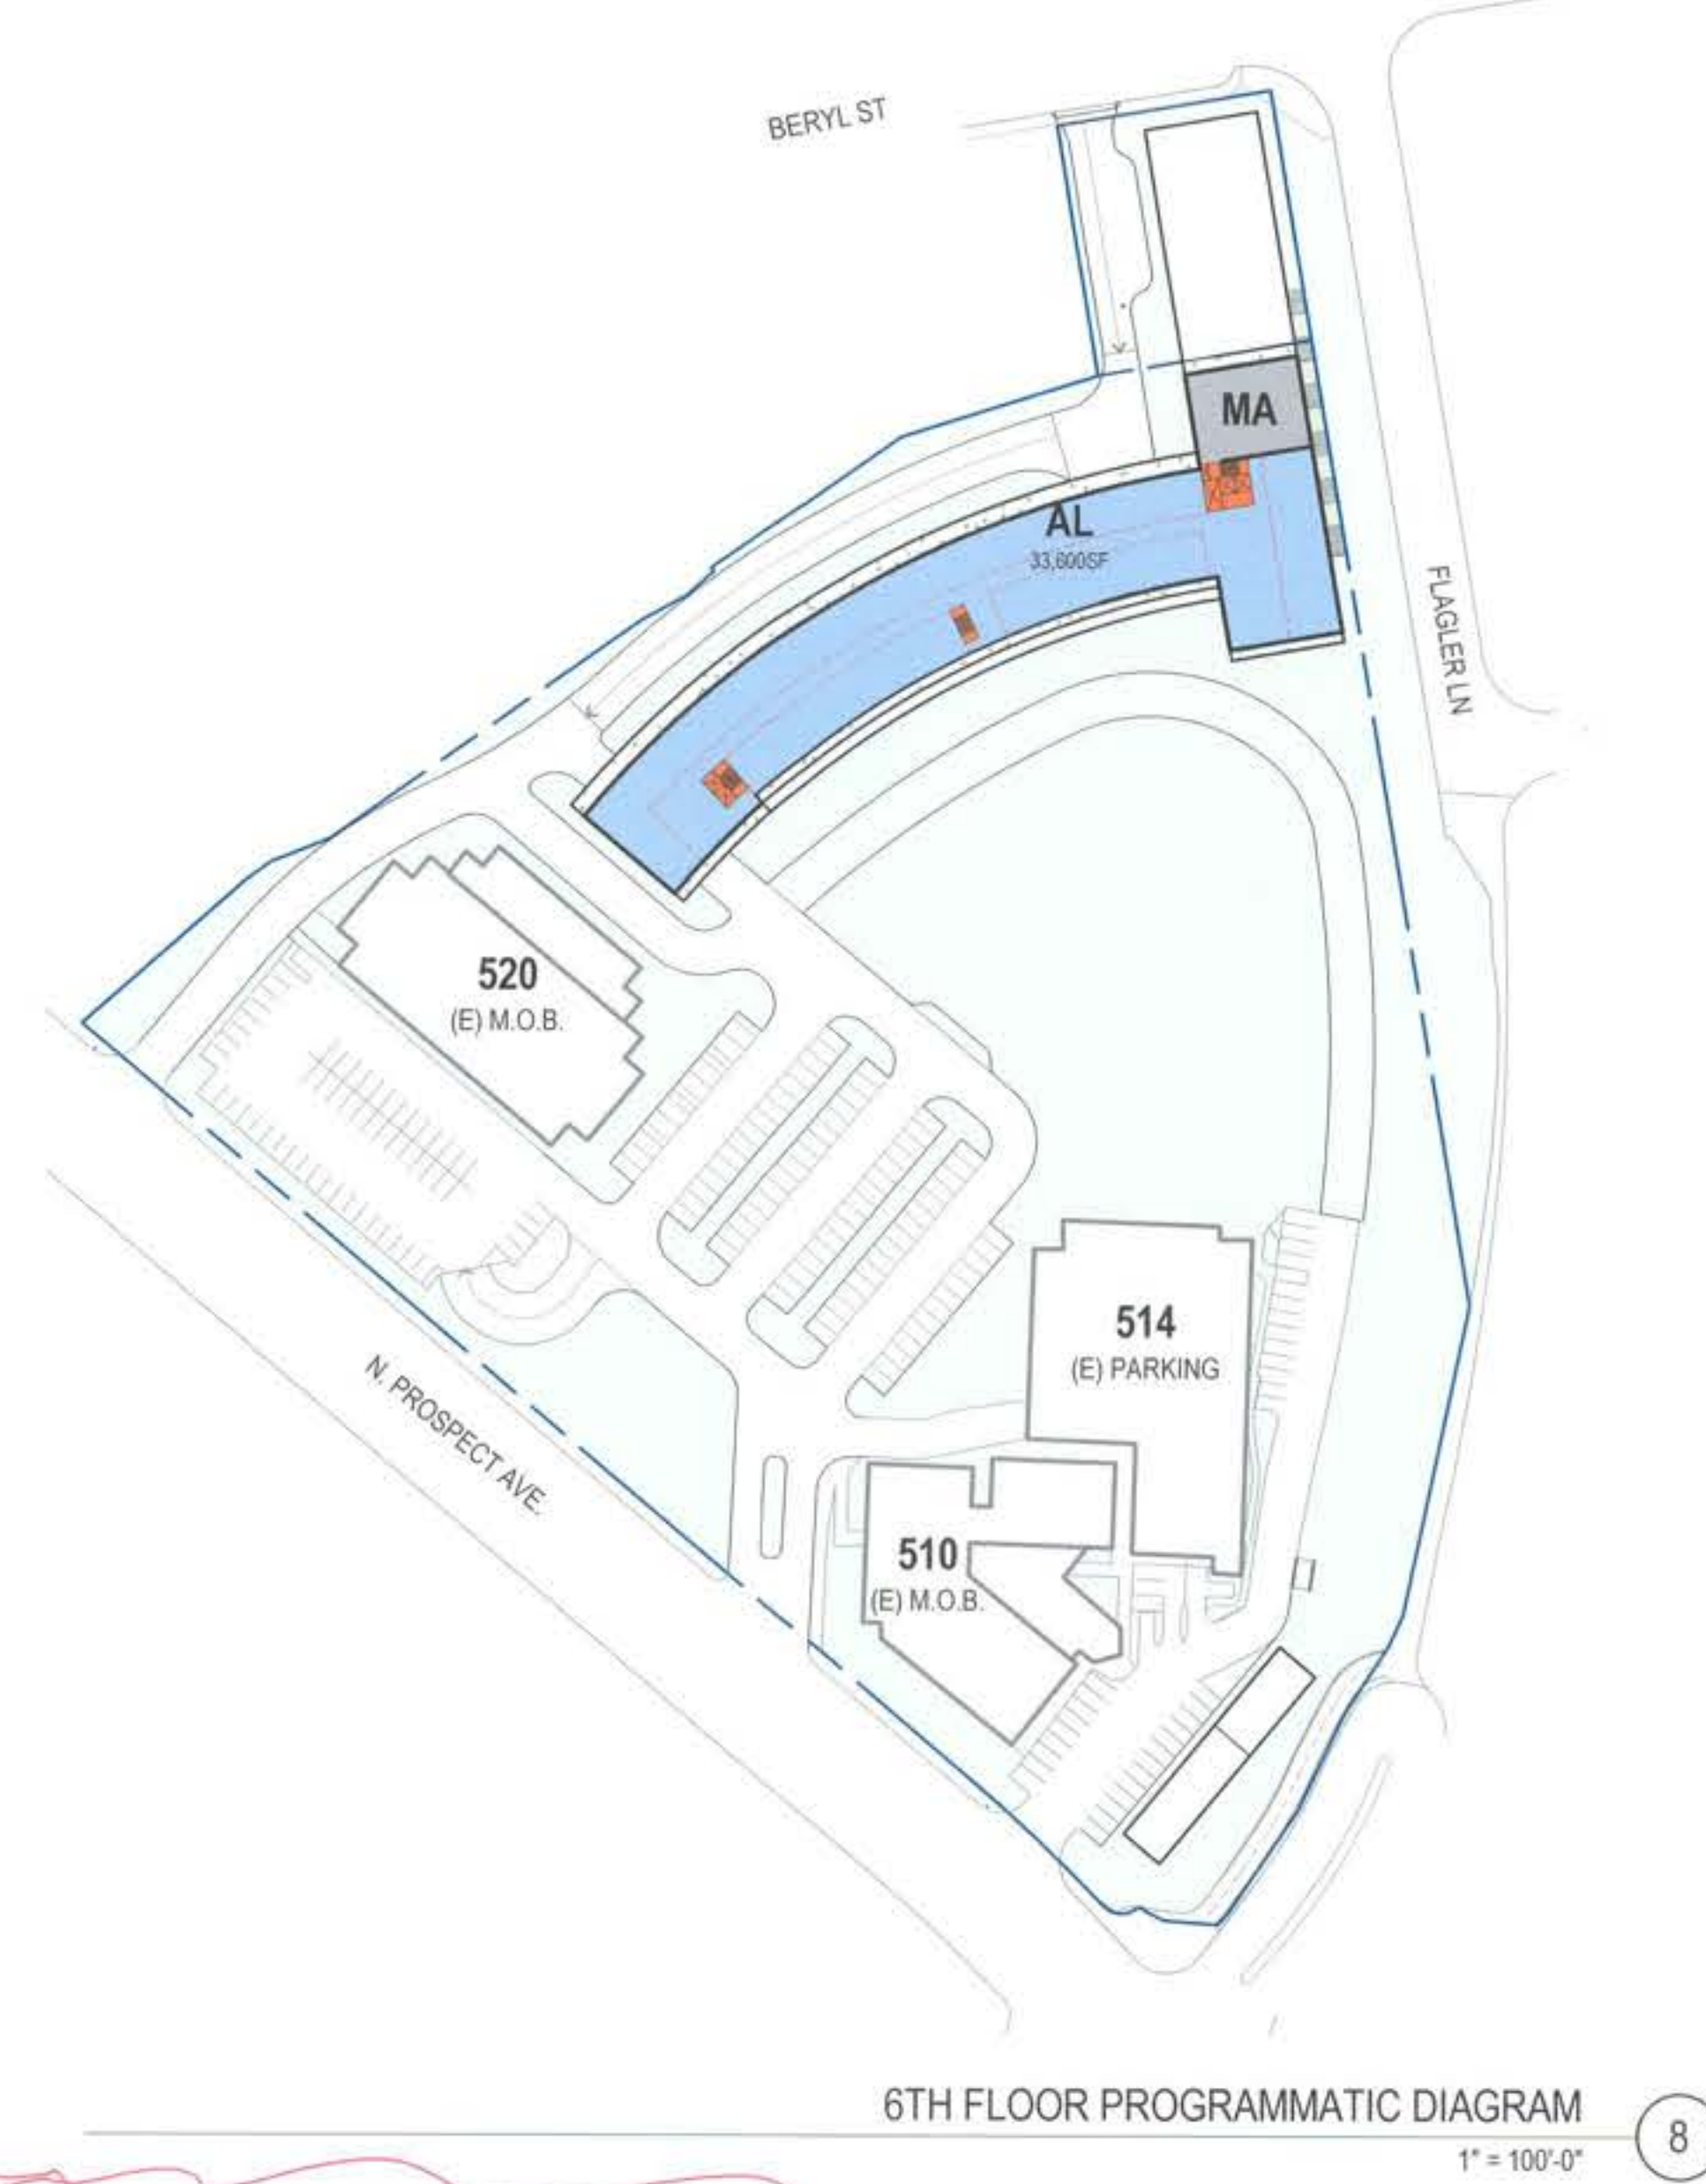 BERYL ST
MA
AL
33,600SF
FLAGLER LN
520
(E) M.O.B.
514
(E) PARKING
N. PROSPECT AVE.
510
(E) M.O.B.
6TH FLOOR PROGRAMMATIC DIAGRAM
8
1" = 100'-0"